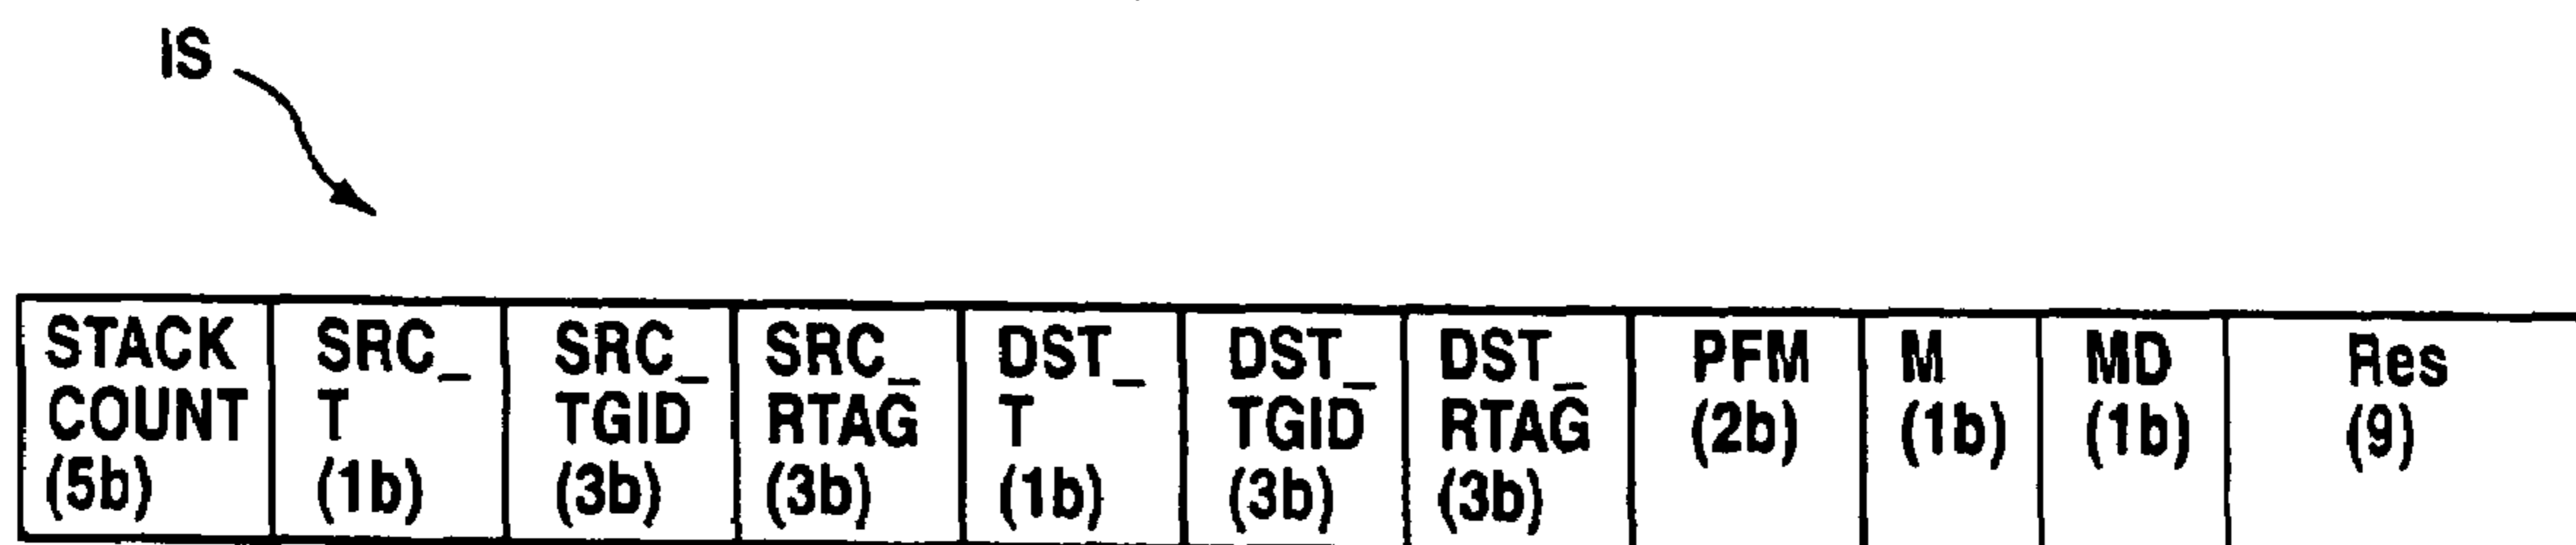 IS
STACK
COUNT
(5b)
SRC_
T
(1b)
SRC_
TGID
(3b)
SRC_
RTAG
(3b)
DST_
T
(1b)
DST_
TGID
(3b)
DST_
RTAG
(3b)
PFM
(2b)
M
(1b)
MD
(1b)
Res
(9)